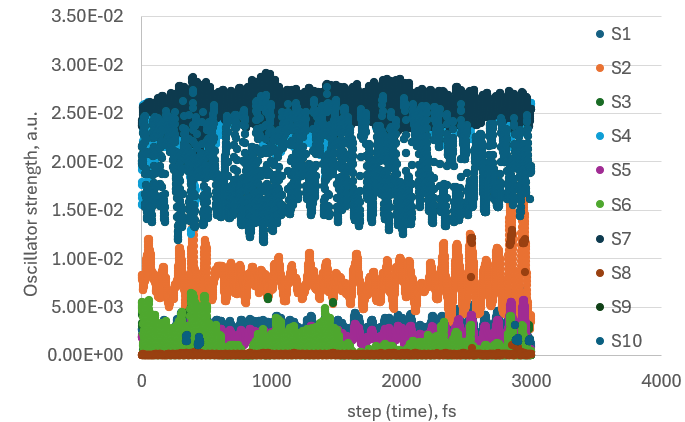 3.50E-02
3.00E-02
2.50E-02
2.00E-02
1.50E-02
1.00E-02
5.00E-03
0.00E+00
Oscillator strength, a.u.
0 1000 2000 3000 4000
step (time), fs
S1
S2
S3
S4
S5
S6
S7
S8
S9
S10